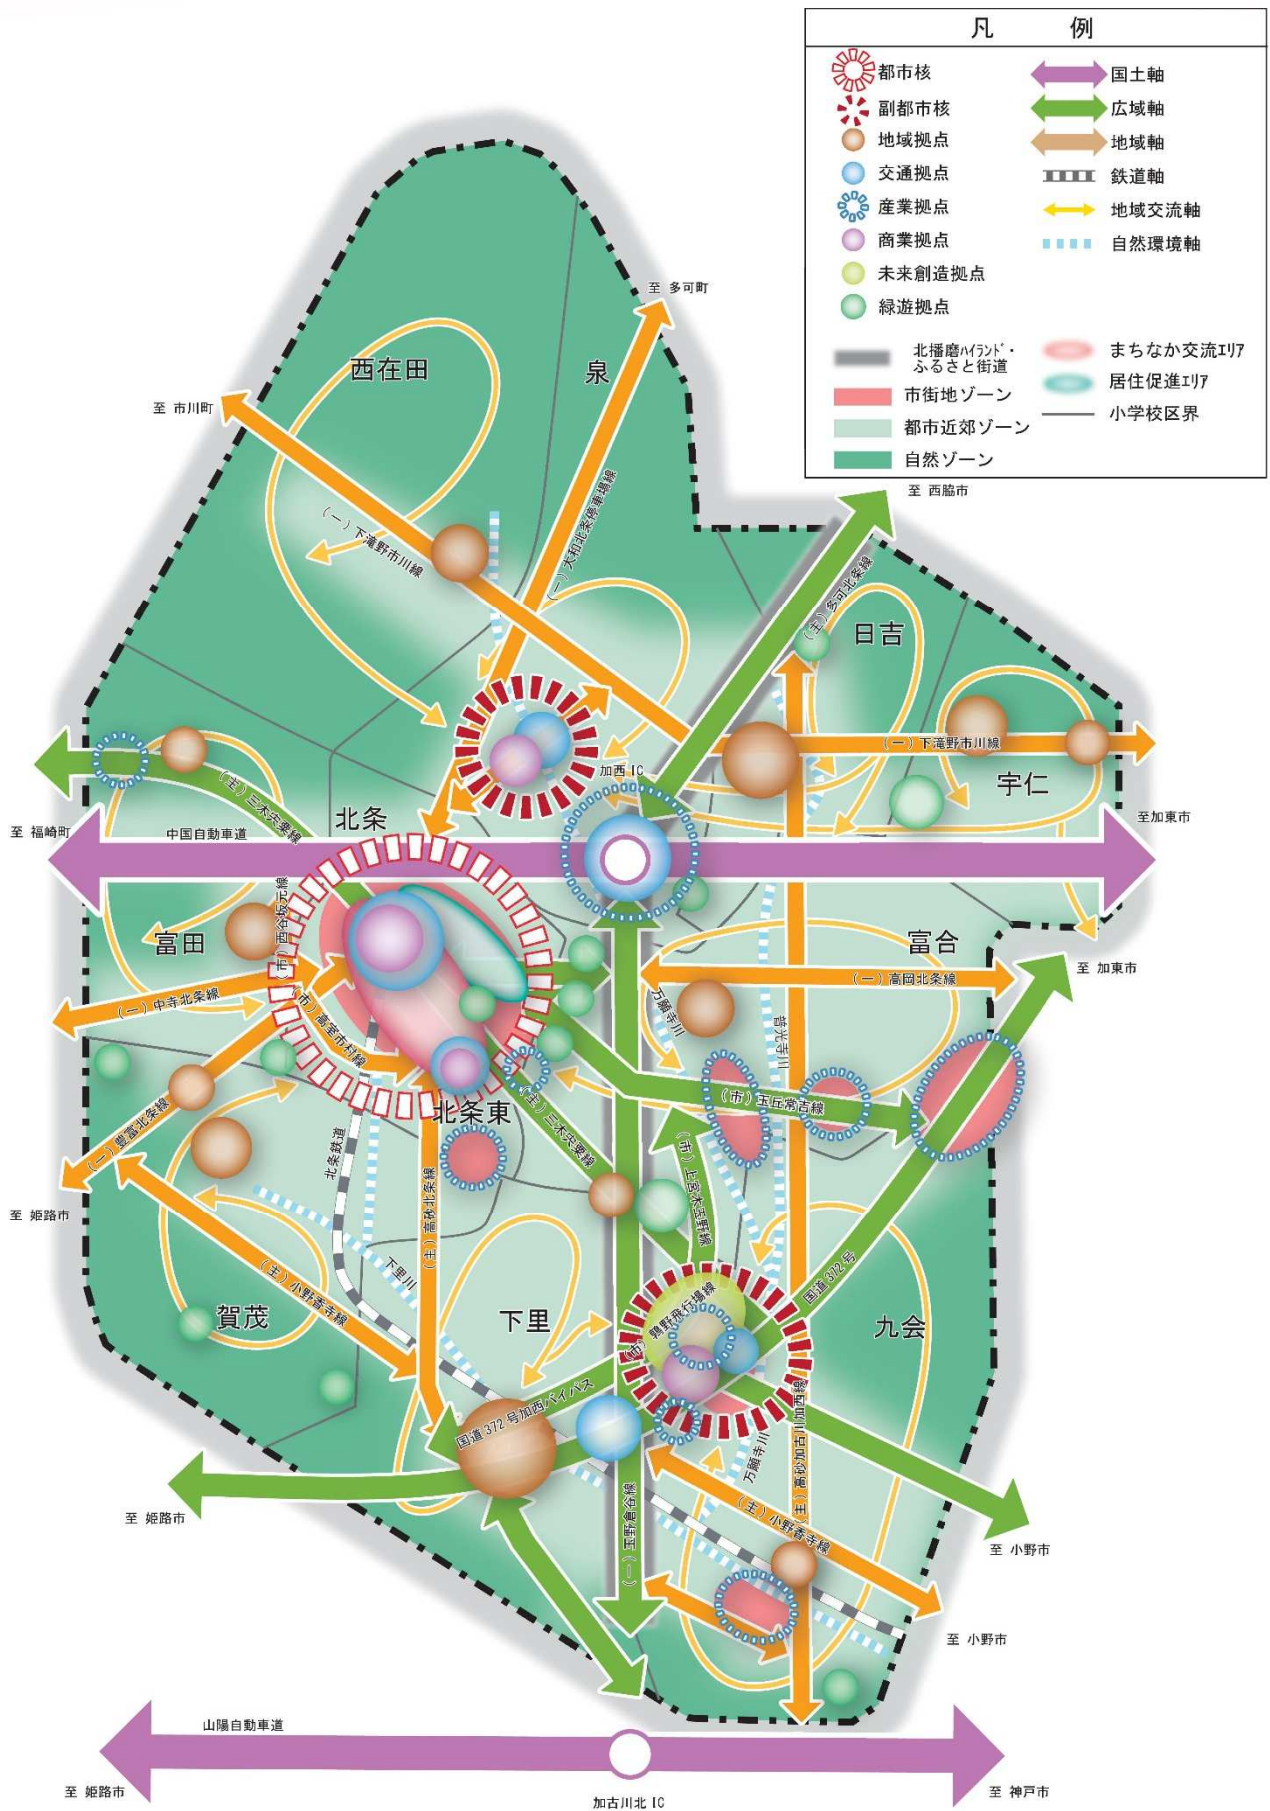 凡 例
都市核
副都市核
地域拠点
交通拠点
産業拠点
商業拠点
未来創造拠点
緑遊拠点
国土軸
広域軸
地域軸
鉄道軸
地域交流軸
自然環境軸
北播磨ﾊｲﾗﾝﾄﾞ・
ふるさと街道
市街地ゾーン
都市近郊ゾーン
自然ゾーン
まちなか交流ｴﾘｱ
居住促進ｴﾘｱ
小学校区界
至 西脇市
至 多可町
西在田
泉
至 市川町
(一)下滝野市川線
(一)大和北条停車場線
(主)多可北条線
日吉
(一)下滝野市川線
宇仁
加西 IC
(主)三木宍粟線
北条
至 福崎町
中国自動車道
至加東市
(市)西谷坂元線
富田
富合
至 加東市
(一)中寺北条線
(一)高岡北条線
(市)高室市村線
万願寺川
普光寺川
北条東
(主)三木宍粟線
(市)玉丘常吉線
(一)豊富北条線
北条鉄道
(市)上宮木玉野線
至 姫路市
(主)高砂北条線
下里川
(主)小野香寺線
賀茂
下里
(市)鶉野飛行場線
国道 372 号
九会
国道 372 号加西バイパス
(主)高砂加古川加西線
万願寺川
至 姫路市
(一)玉野倉谷線
(主)小野香寺線
至 小野市
至 小野市
山陽自動車道
至 姫路市
加古川北 IC
至 神戸市